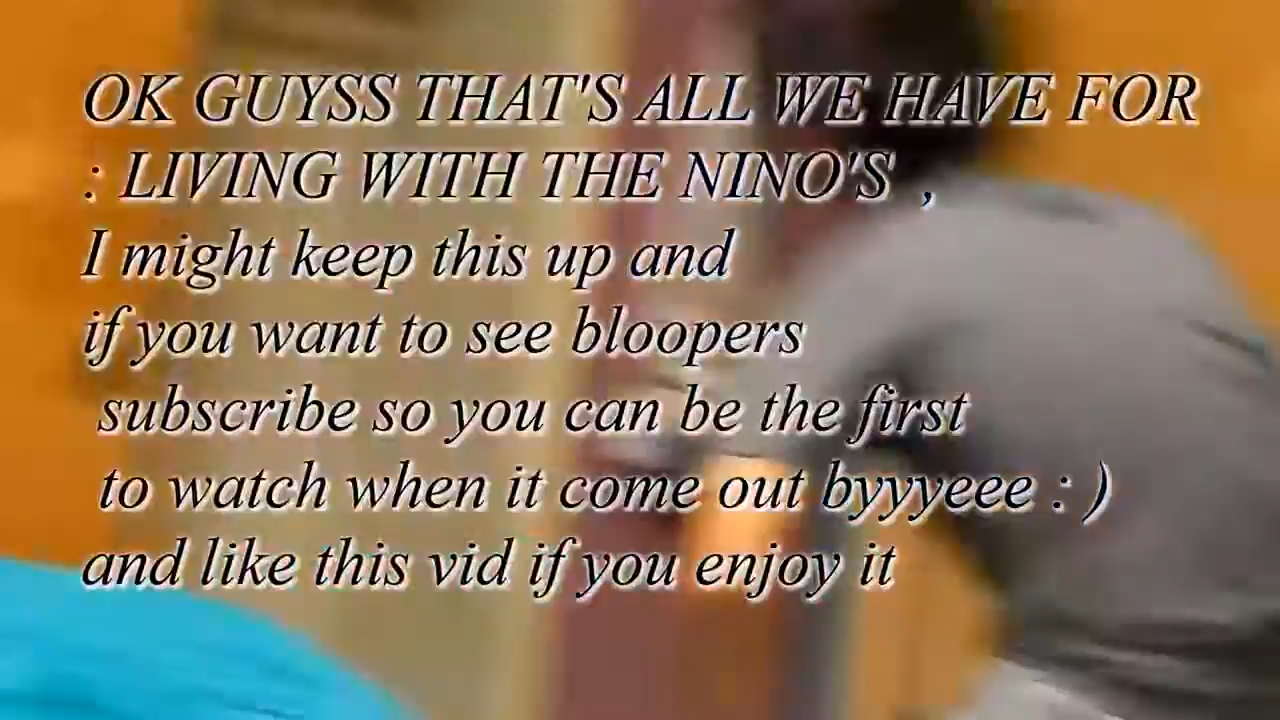 OK GUYSS THAT'S ALL WE HAVE FOR
: LIVING WITH THE NINO'S ,
I might keep this up and
if you want to see bloopers
subscribe so you can be the first
to watch when it come out byyyeee : )
and like this vid if you enjoy it